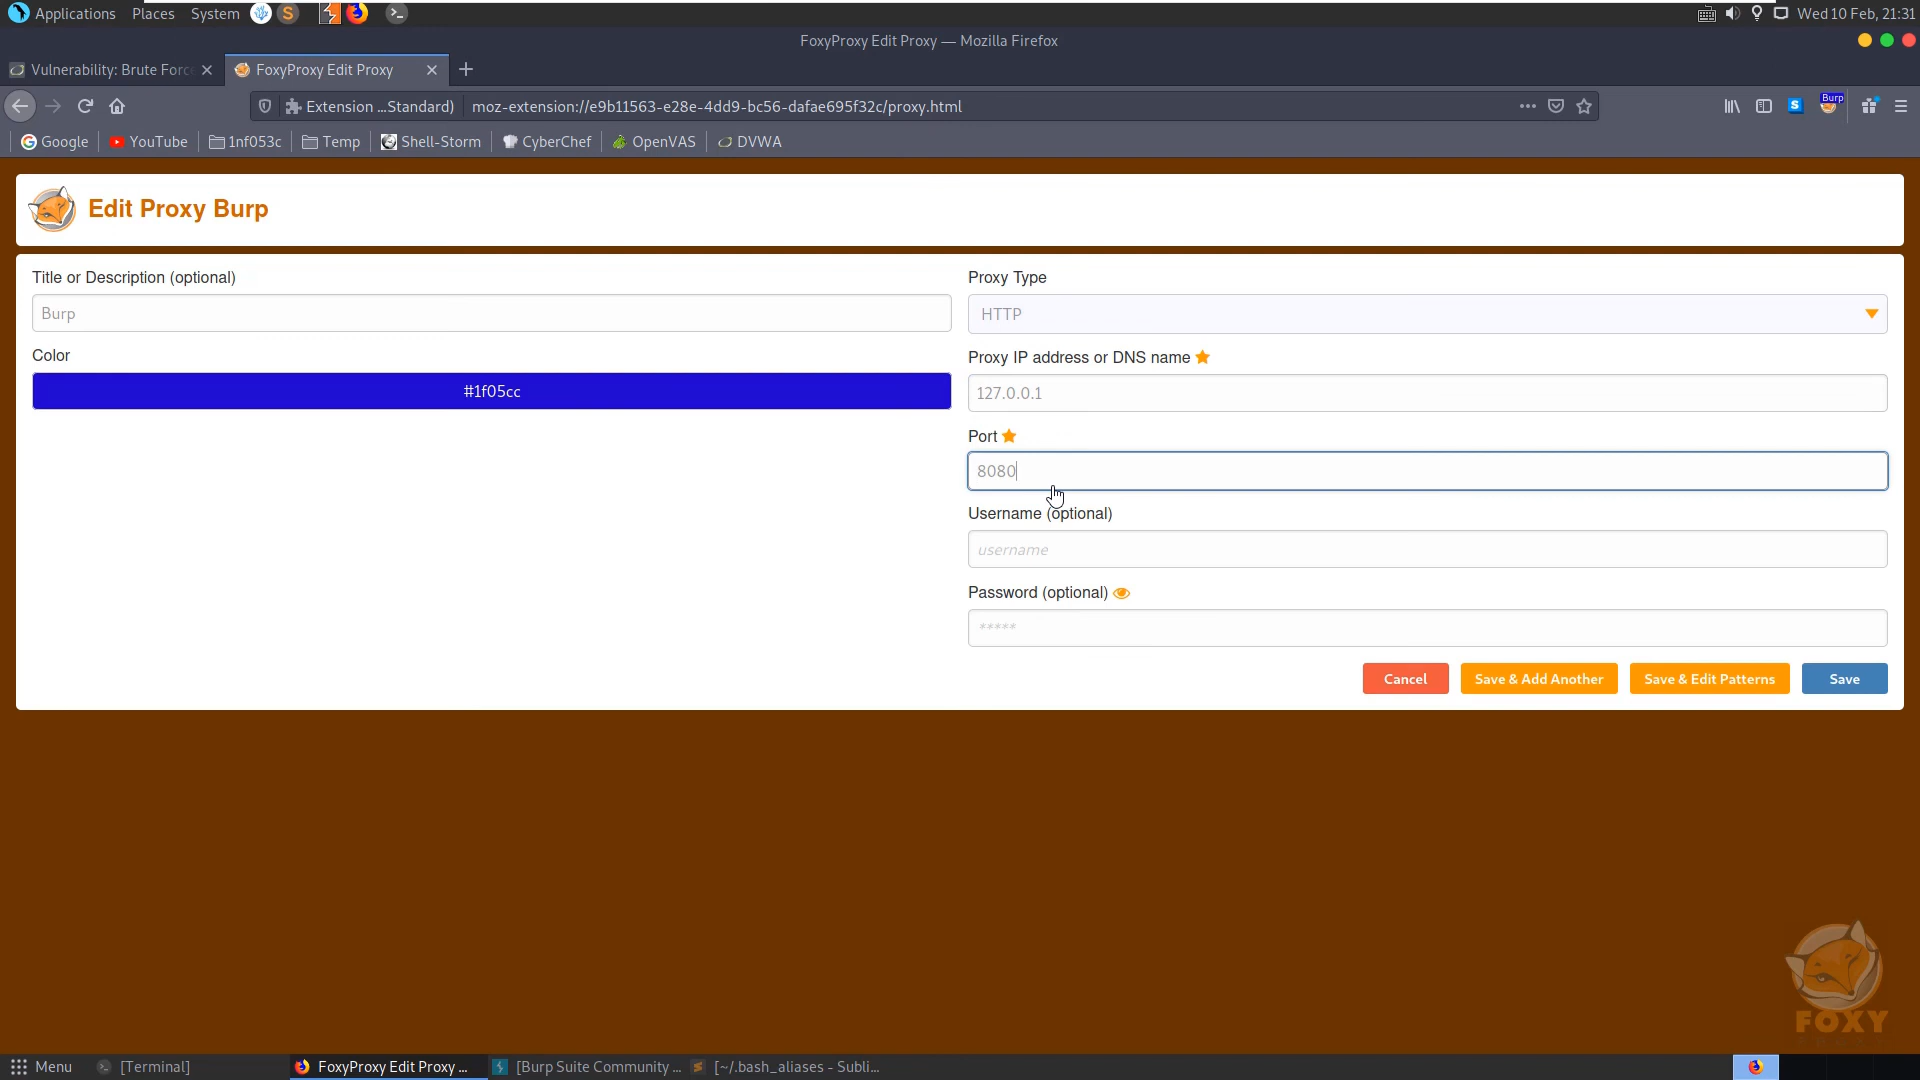 Applications Places System
Wed 10 Feb, 21:31
FoxyProxy Edit Proxy — Mozilla Firefox
Vulnerability: Brute Forc
FoxyProxy Edit Proxy
Extension ...Standard)
moz-extension://e9b11563-e28e-4dd9-bc56-dafae695f32c/proxy.html
Burp
Google
YouTube
1nf053c
Temp
Shell-Storm
CyberChef
OpenVAS
DVWA
Edit Proxy Burp
Title or Description (optional)
Burp
Color
#1f05cc
Proxy Type
HTTP
Proxy IP address or DNS name
127.0.0.1
Port
8080
Username (optional)
username
Password (optional)
*****
Cancel
Save & Add Another
Save & Edit Patterns
Save
FOXY
Menu
[Terminal]
FoxyProxy Edit Proxy ...
[Burp Suite Community ...
[~/.bash_aliases - Subli...